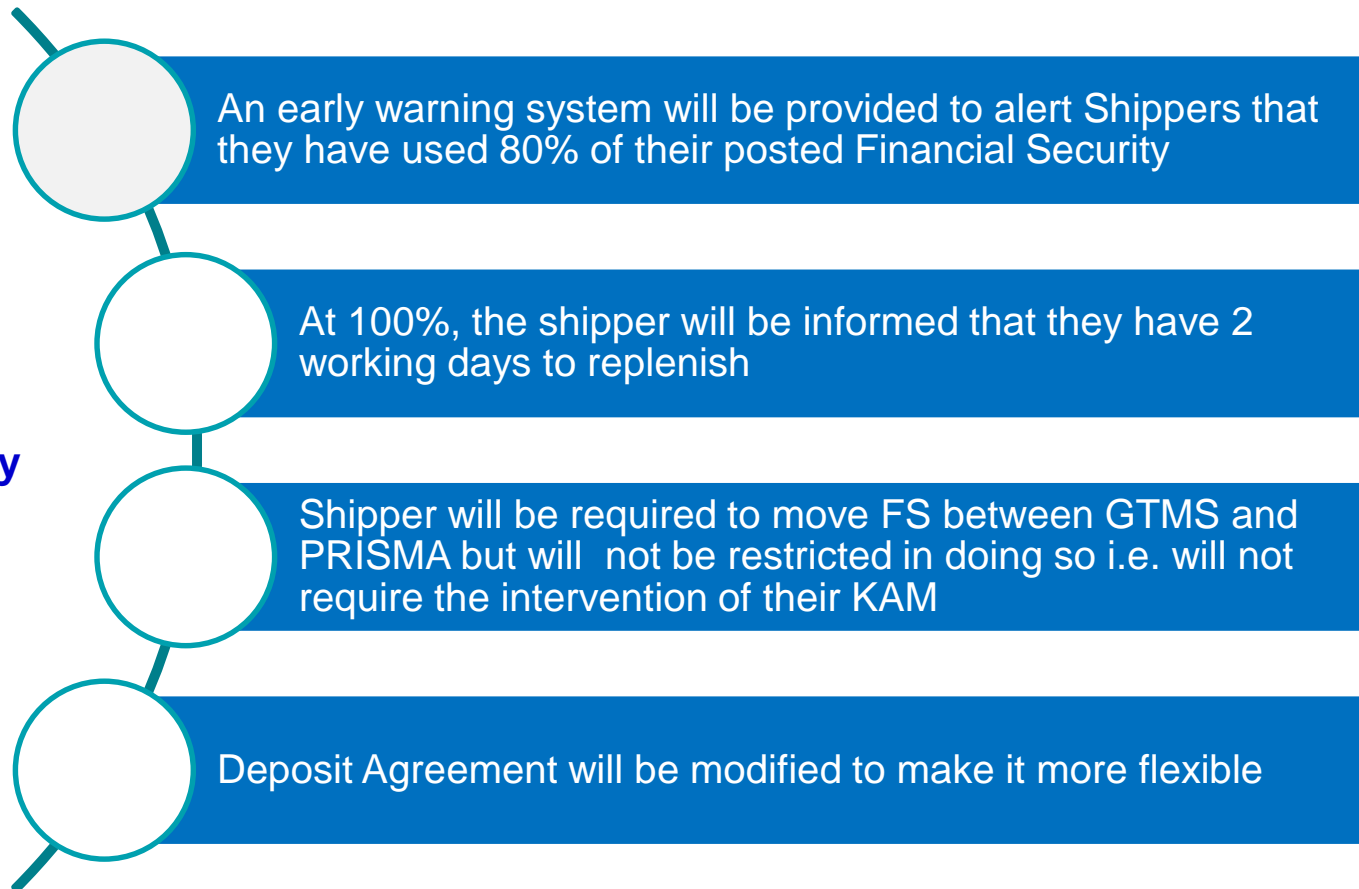 An early warning system will be provided to alert Shippers that
they have used 80% of their posted Financial Security
At 100%, the shipper will be informed that they have 2
working days to replenish
y
Shipper will be required to move FS between GTMS and
PRISMA but will  not be restricted in doing so i.e. will not
require the intervention of their KAM
Deposit Agreement will be modified to make it more flexible